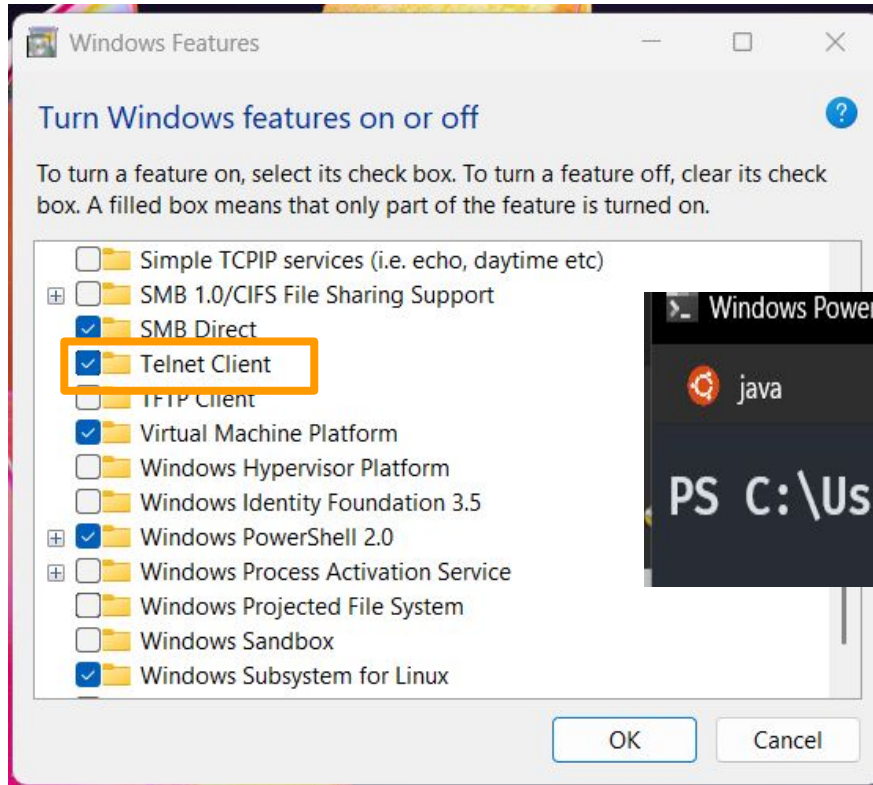 Windows Features
Turn Windows features on or off
To turn a feature on, select its check box. To turn a feature off, clear its check
box. A filled box means that only part of the feature is turned on.
Simple TCPIP services (i.e. echo, daytime etc)
SMB 1.0/CIFS File Sharing Support
SMB Direct
Telnet Client
TFTP Client
Virtual Machine Platform
Windows Hypervisor Platform
Windows Identity Foundation 3.5
Windows PowerShell 2.0
Windows Process Activation Service
Windows Projected File System
Windows Sandbox
Windows Subsystem for Linux
OK
Cancel
Windows Power
java
PS C:\Us